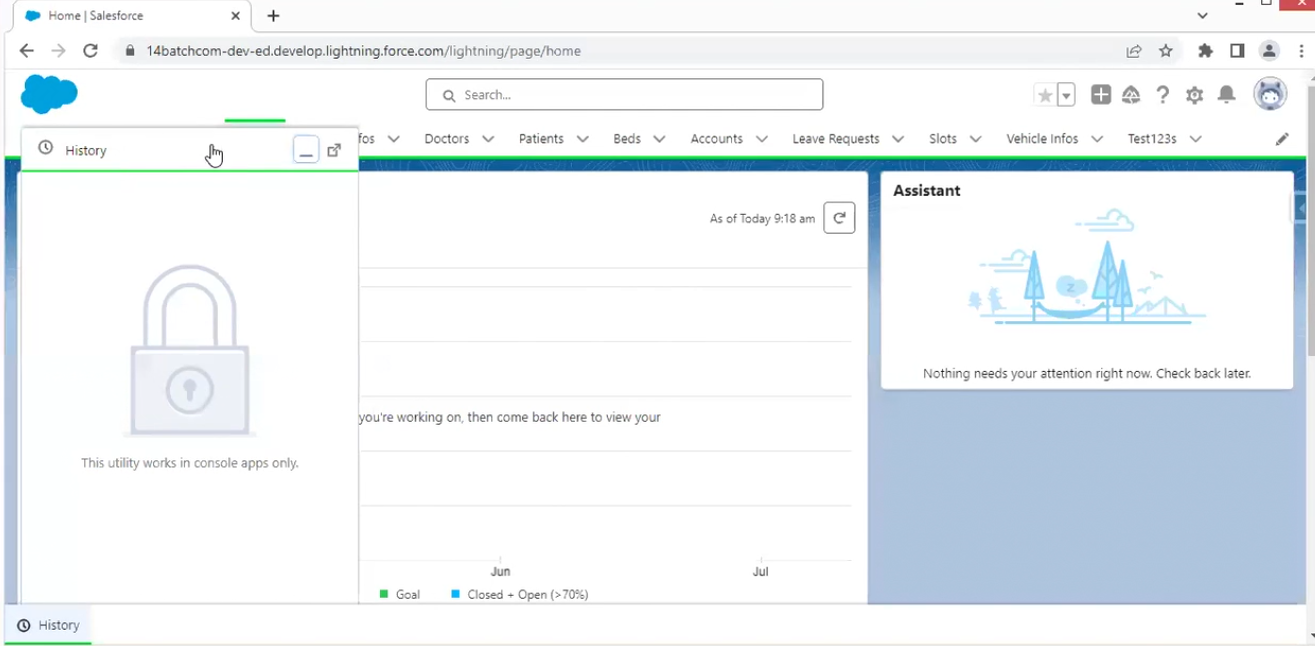 Home | Salesforce
14batchcom-dev-ed.develop.lightning.force.com/lightning/page/home
Search...
History
fos Doctors Patients Beds Accounts Leave Requests Slots Vehicle Infos Test123s
As of Today 9:18 am
Assistant
Nothing needs your attention right now. Check back later.
you're working on, then come back here to view your
This utility works in console apps only.
Jun Jul
Goal Closed + Open (>70%)
History